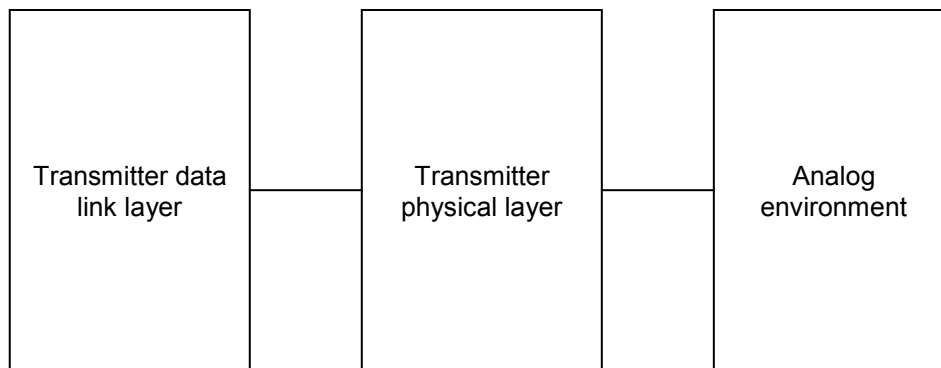 Transmitter data
link layer
Transmitter
physical layer
Analog
environment